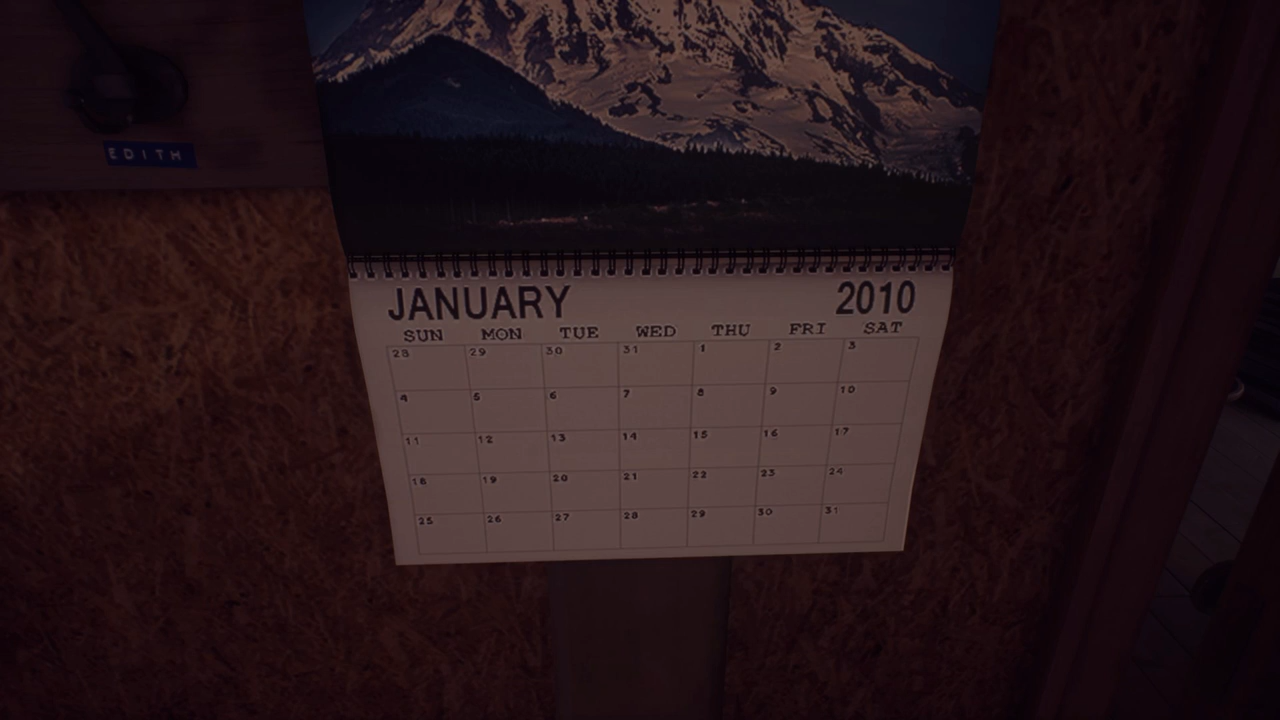 EDITH
JANUARY 2010
SUN MON TUE WED THU FRI SAT
28 29 30 31 1 2 3
4 5 6 7 8 9 10
11 12 13 14 15 16 17
18 19 20 21 22 23 24
25 26 27 28 29 30 31